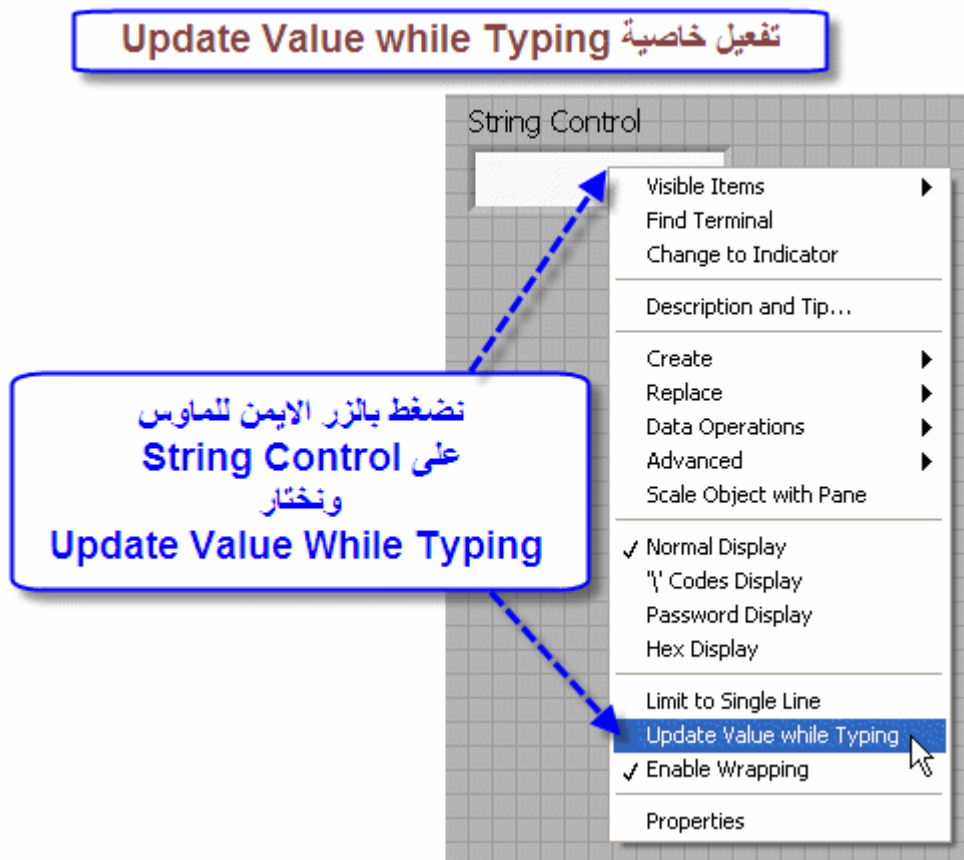 تفعيل خاصية Update Value while Typing
String Control
Visible Items
Find Terminal
Change to Indicator
Description and Tip...
Create
Replace
Data Operations
Advanced
Scale Object with Pane
Normal Display
'\' Codes Display
Password Display
Hex Display
Limit to Single Line
Update Value while Typing
Enable Wrapping
Properties
نضغط بالزر الايمن للماوس
على String Control
ونختار
Update Value While Typing